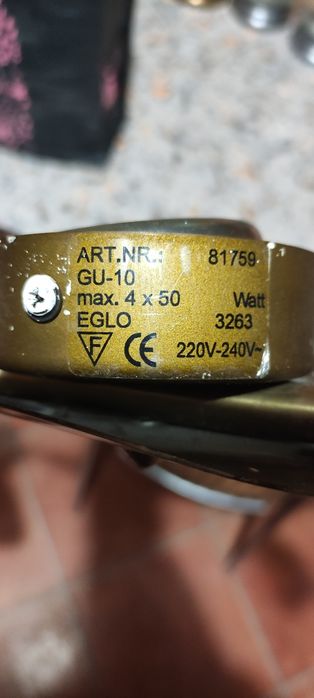 ART.NR.: 81759
GU-10
max. 4 x 50 Watt
EGLO 3263
F CE 220V-240V~